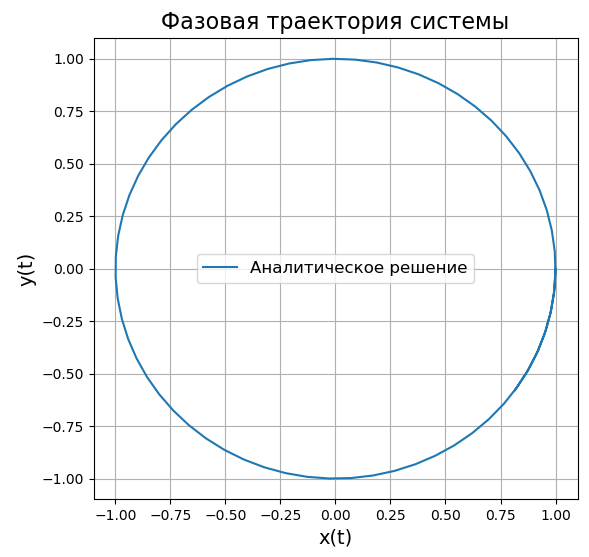 Фазовая траектория системы
1.00
0.75
0.50
0.25
0.00
−0.25
−0.50
−0.75
−1.00
y(t)
Аналитическое решение
−1.00 −0.75 −0.50 −0.25 0.00 0.25 0.50 0.75 1.00
x(t)